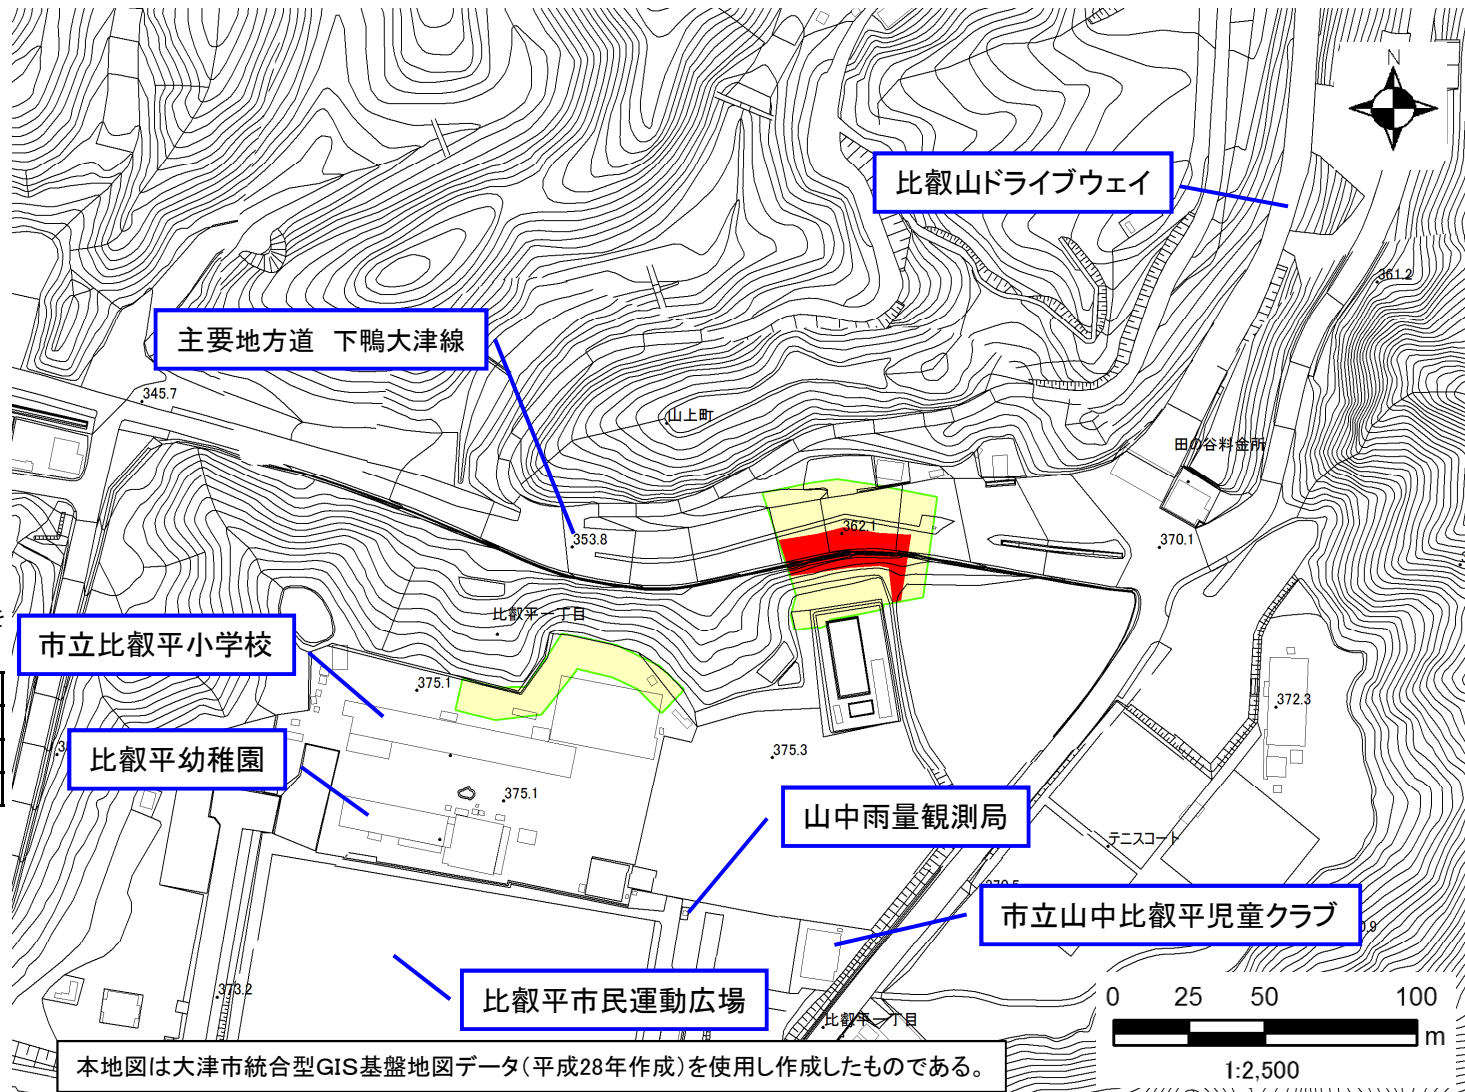 N
比叡山ドライブウェイ
361.2
主要地方道 下鴨大津線
345.7
山上町
田の谷料金所
362.1
353.8
370.1
比叡平一丁目
市立比叡平小学校
375.1
372.3
比叡平幼稚園
375.3
375.1
山中雨量観測局
テニスコート
市立山中比叡平児童クラブ
373.2
比叡平市民運動広場
比叡平一丁目
0 25 50 100
m
1:2,500
本地図は大津市統合型GIS基盤地図データ(平成28年作成)を使用し作成したものである。